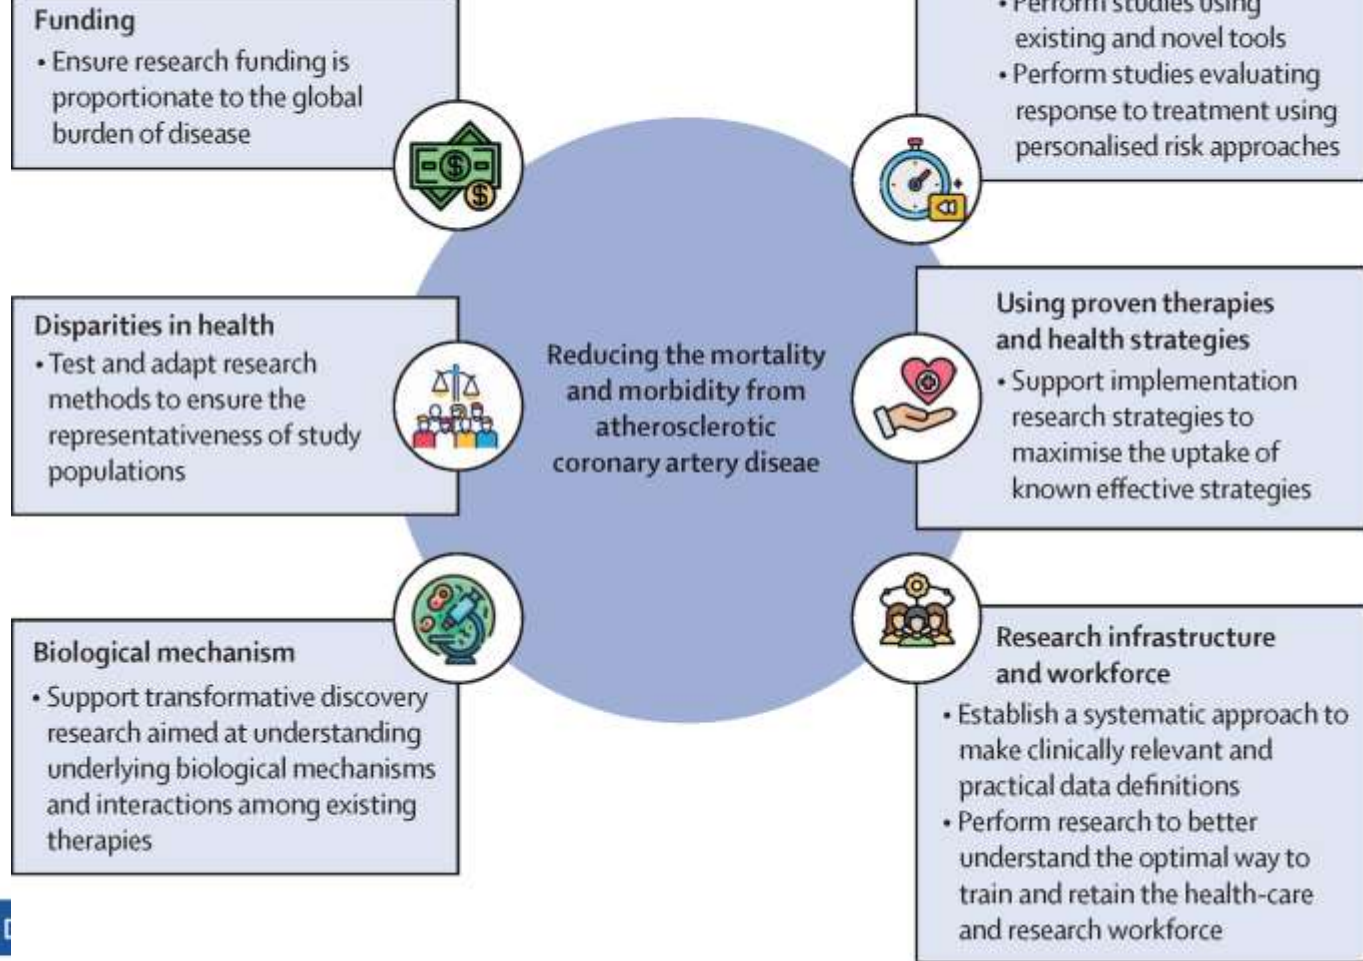 Funding
• Ensure research funding is
proportionate to the global
burden of disease
• Perform studies using
existing and novel tools
• Perform studies evaluating
response to treatment using
personalised risk approaches
Disparities in health
• Test and adapt research
methods to ensure the
representativeness of study
populations
Reducing the mortality
and morbidity from
atherosclerotic
coronary artery diseae
Using proven therapies
and health strategies
• Support implementation
research strategies to
maximise the uptake of
known effective strategies
Biological mechanism
• Support transformative discovery
research aimed at understanding
underlying biological mechanisms
and interactions among existing
therapies
Research infrastructure
and workforce
• Establish a systematic approach to
make clinically relevant and
practical data definitions
• Perform research to better
understand the optimal way to
train and retain the health-care
and research workforce